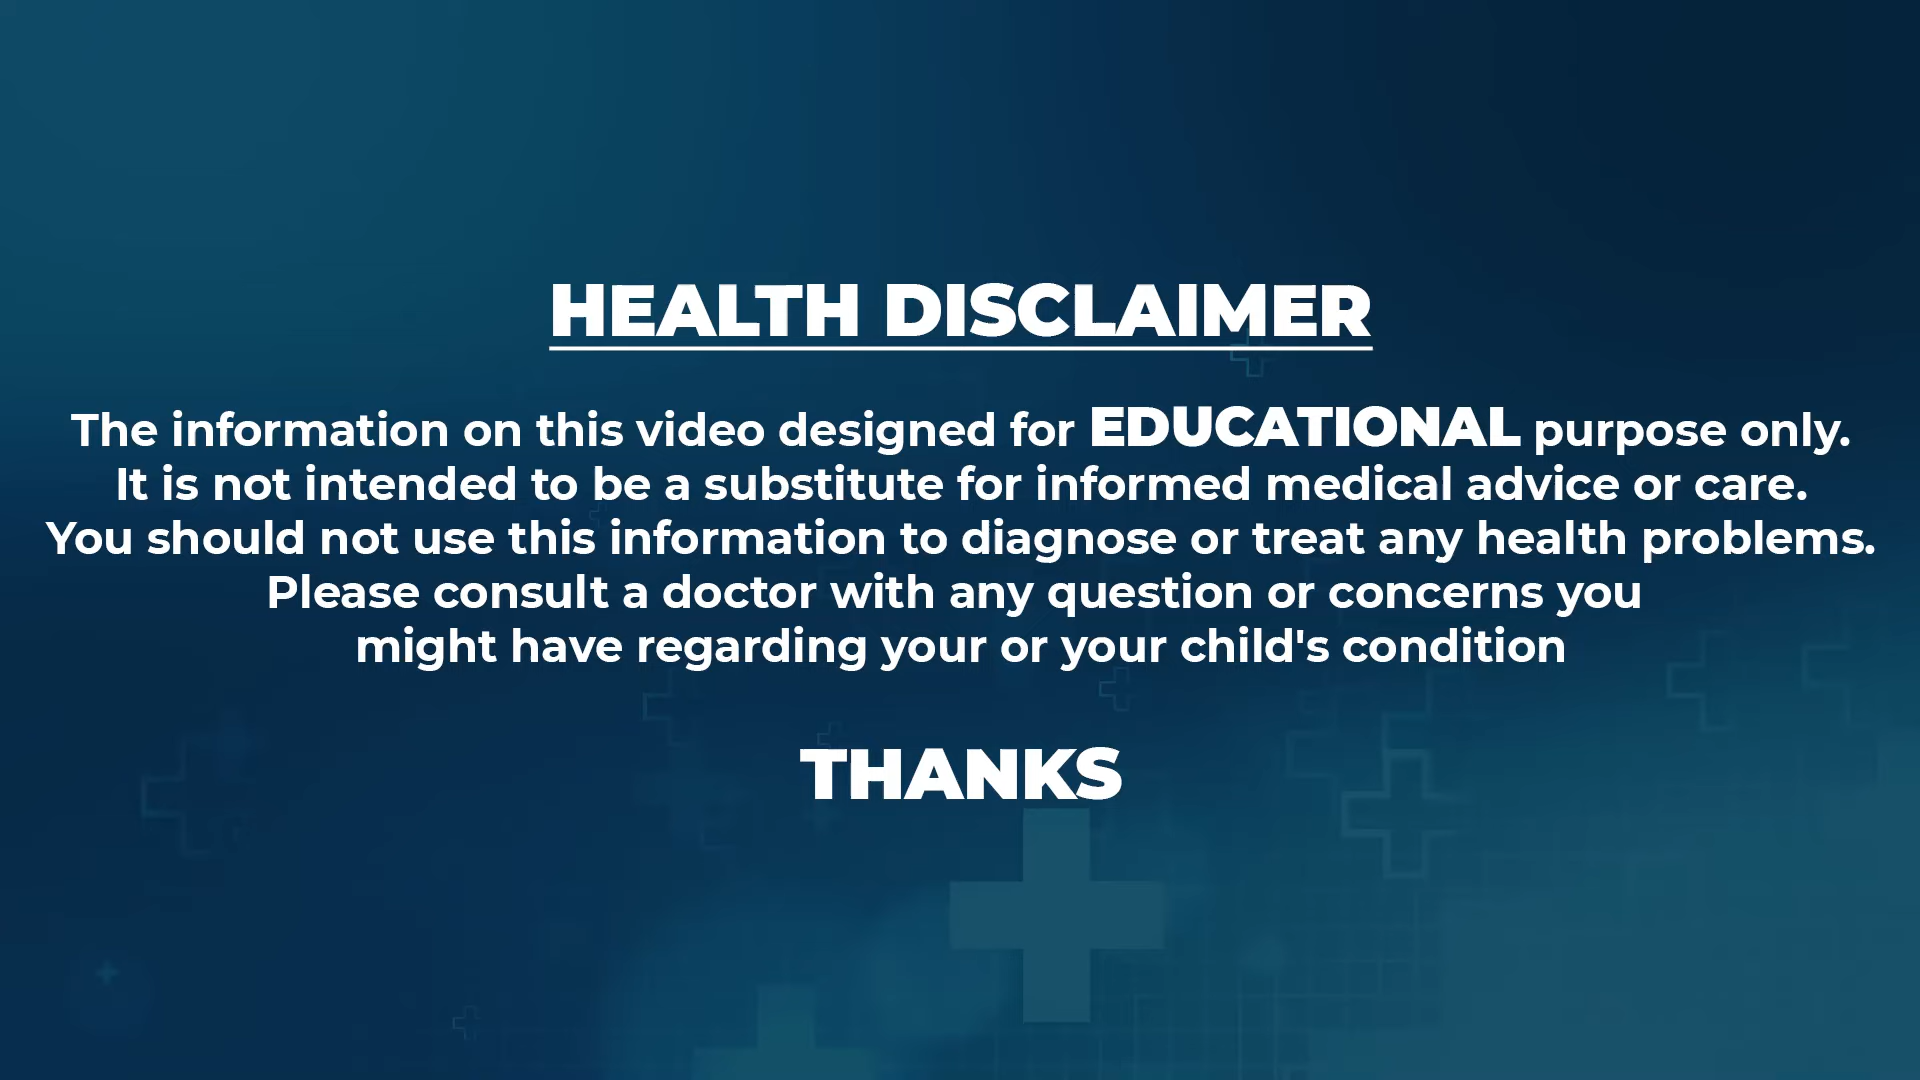 HEALTH DISCLAIMER
The information on this video designed for EDUCATIONAL purpose only.
It is not intended to be a substitute for informed medical advice or care.
You should not use this information to diagnose or treat any health problems.
Please consult a doctor with any question or concerns you
might have regarding your or your child's condition
THANKS